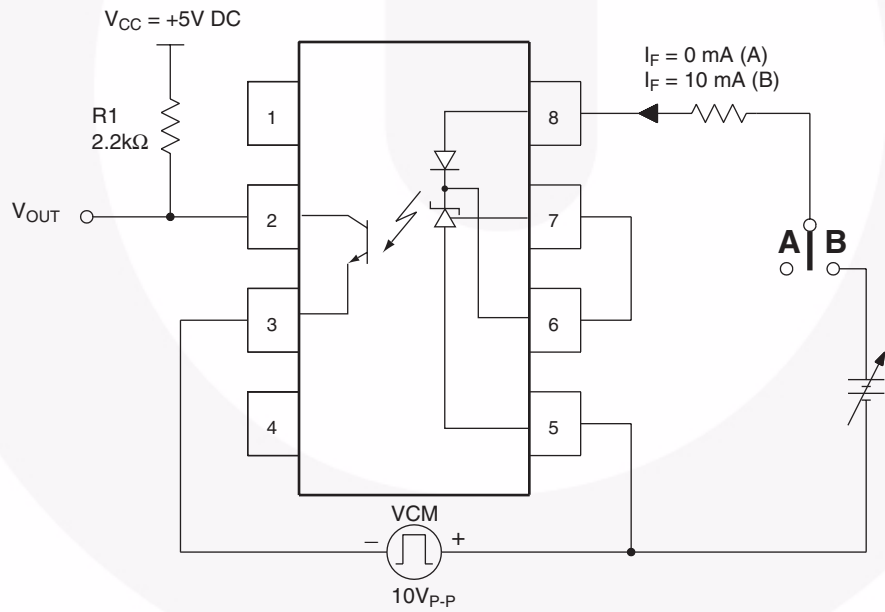 V_CC = +5V DC
R1
2.2kΩ
V_OUT
1
2
3
4
8
7
6
5
I_F = 0 mA (A)
I_F = 10 mA (B)
A B
VCM
– +
10V_P-P